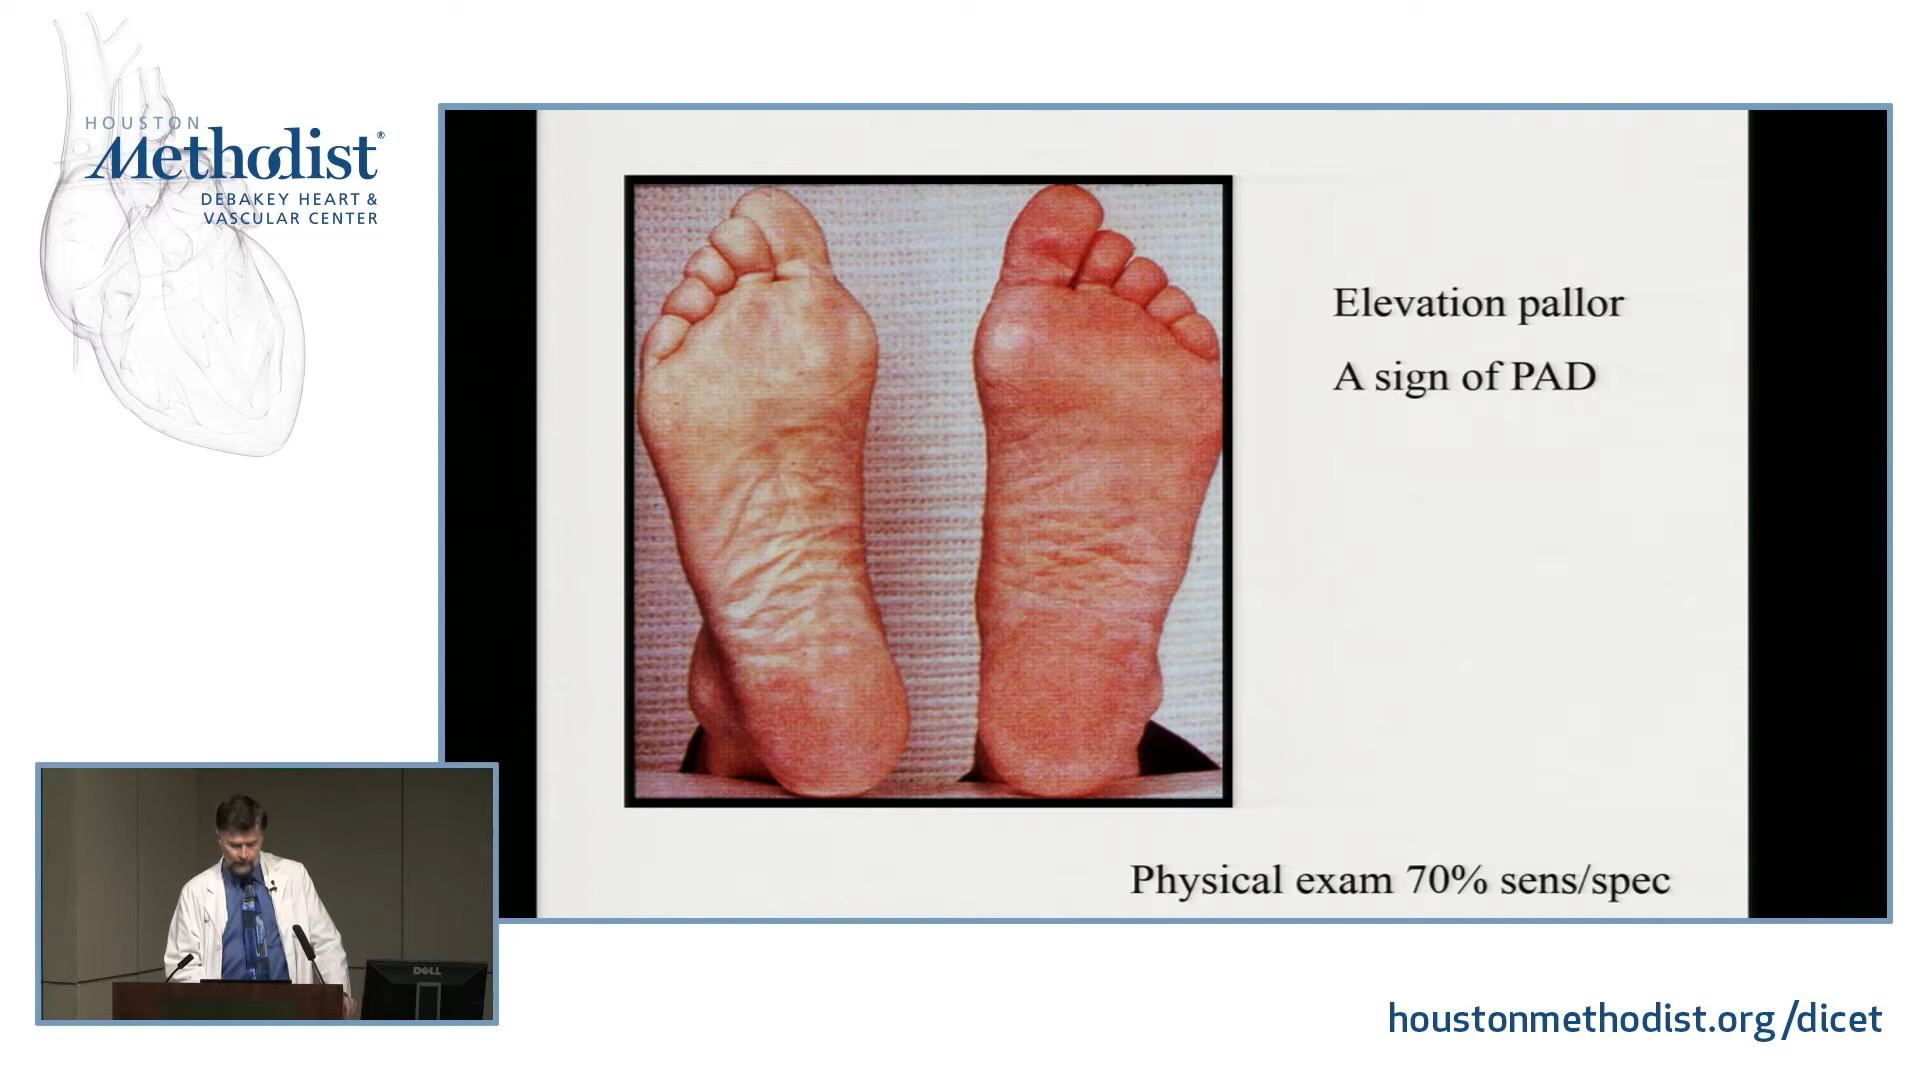 HOUSTON
Methodist®
DEBAKEY HEART &
VASCULAR CENTER
Elevation pallor
A sign of PAD
Physical exam 70% sens/spec
DELL
houstonmethodist.org/dicet